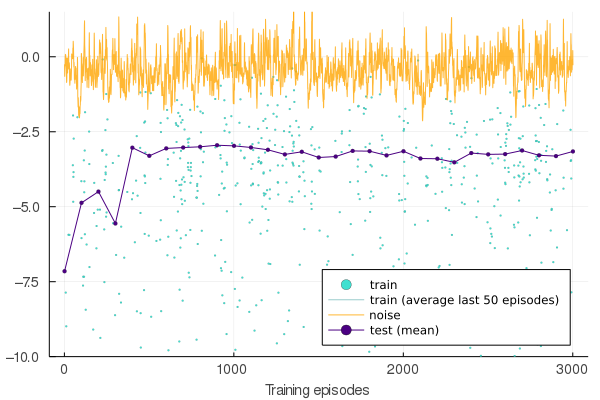 0.0
−2.5
−5.0
−7.5
−10.0
0
1000
2000
3000
Training episodes
train
train (average last 50 episodes)
noise
test (mean)